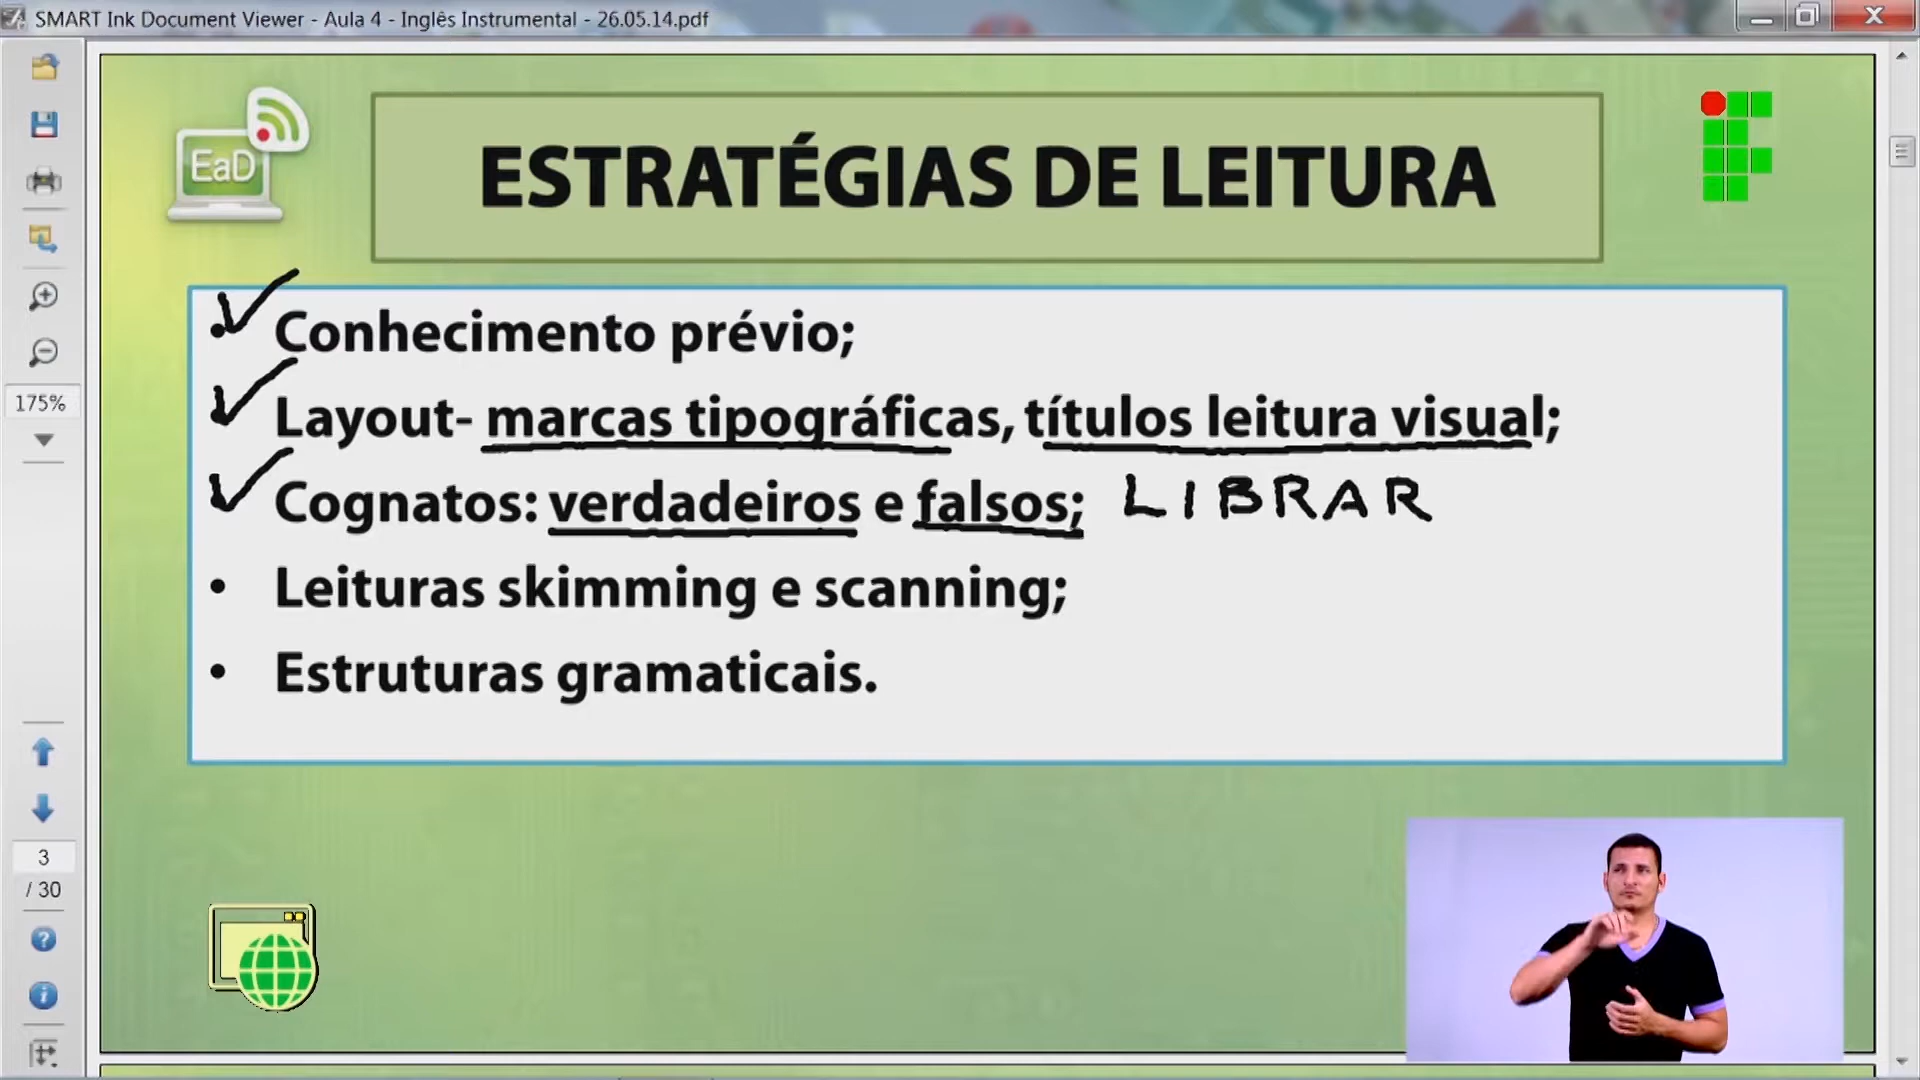 SMART Ink Document Viewer - Aula 4 - Inglês Instrumental - 26.05.14.pdf
EaD
ESTRATÉGIAS DE LEITURA
• Conhecimento prévio;
Layout- marcas tipográficas, títulos leitura visual;
Cognatos: verdadeiros e falsos; LIBRAR
• Leituras skimming e scanning;
• Estruturas gramaticais.
175%
3
/ 30